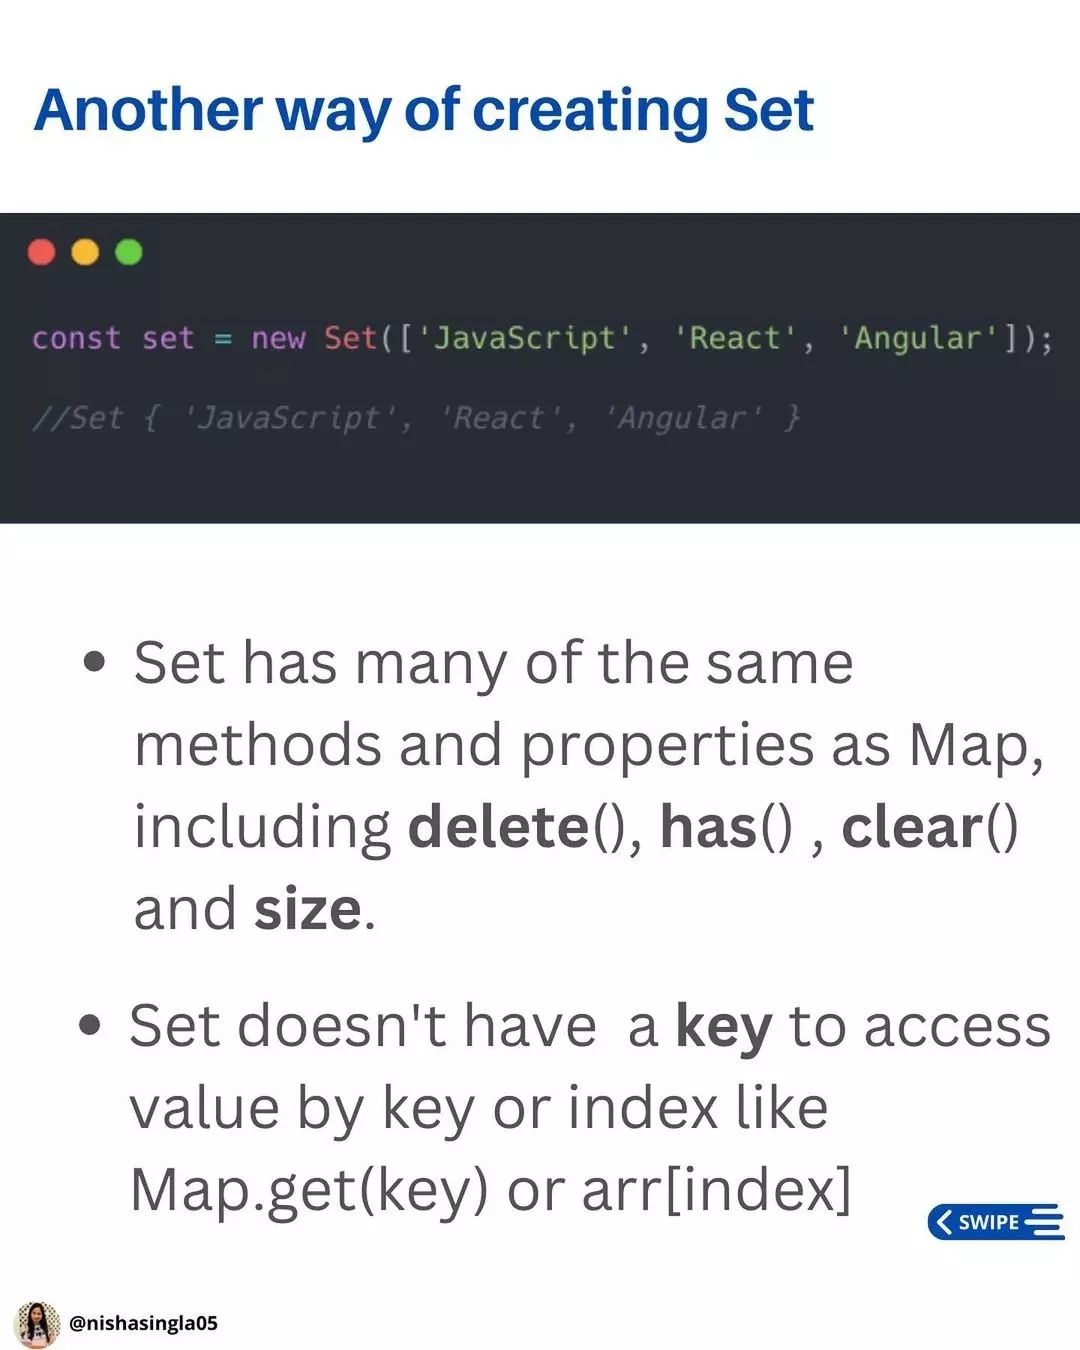 Another way of creating Set
const set = new Set(['JavaScript', 'React', 'Angular']);
//Set { 'JavaScript', 'React', 'Angular' }
• Set has many of the same
methods and properties as Map,
including delete(), has() , clear()
and size.
• Set doesn't have a key to access
value by key or index like
Map.get(key) or arr[index]
SWIPE
@nishasingla05